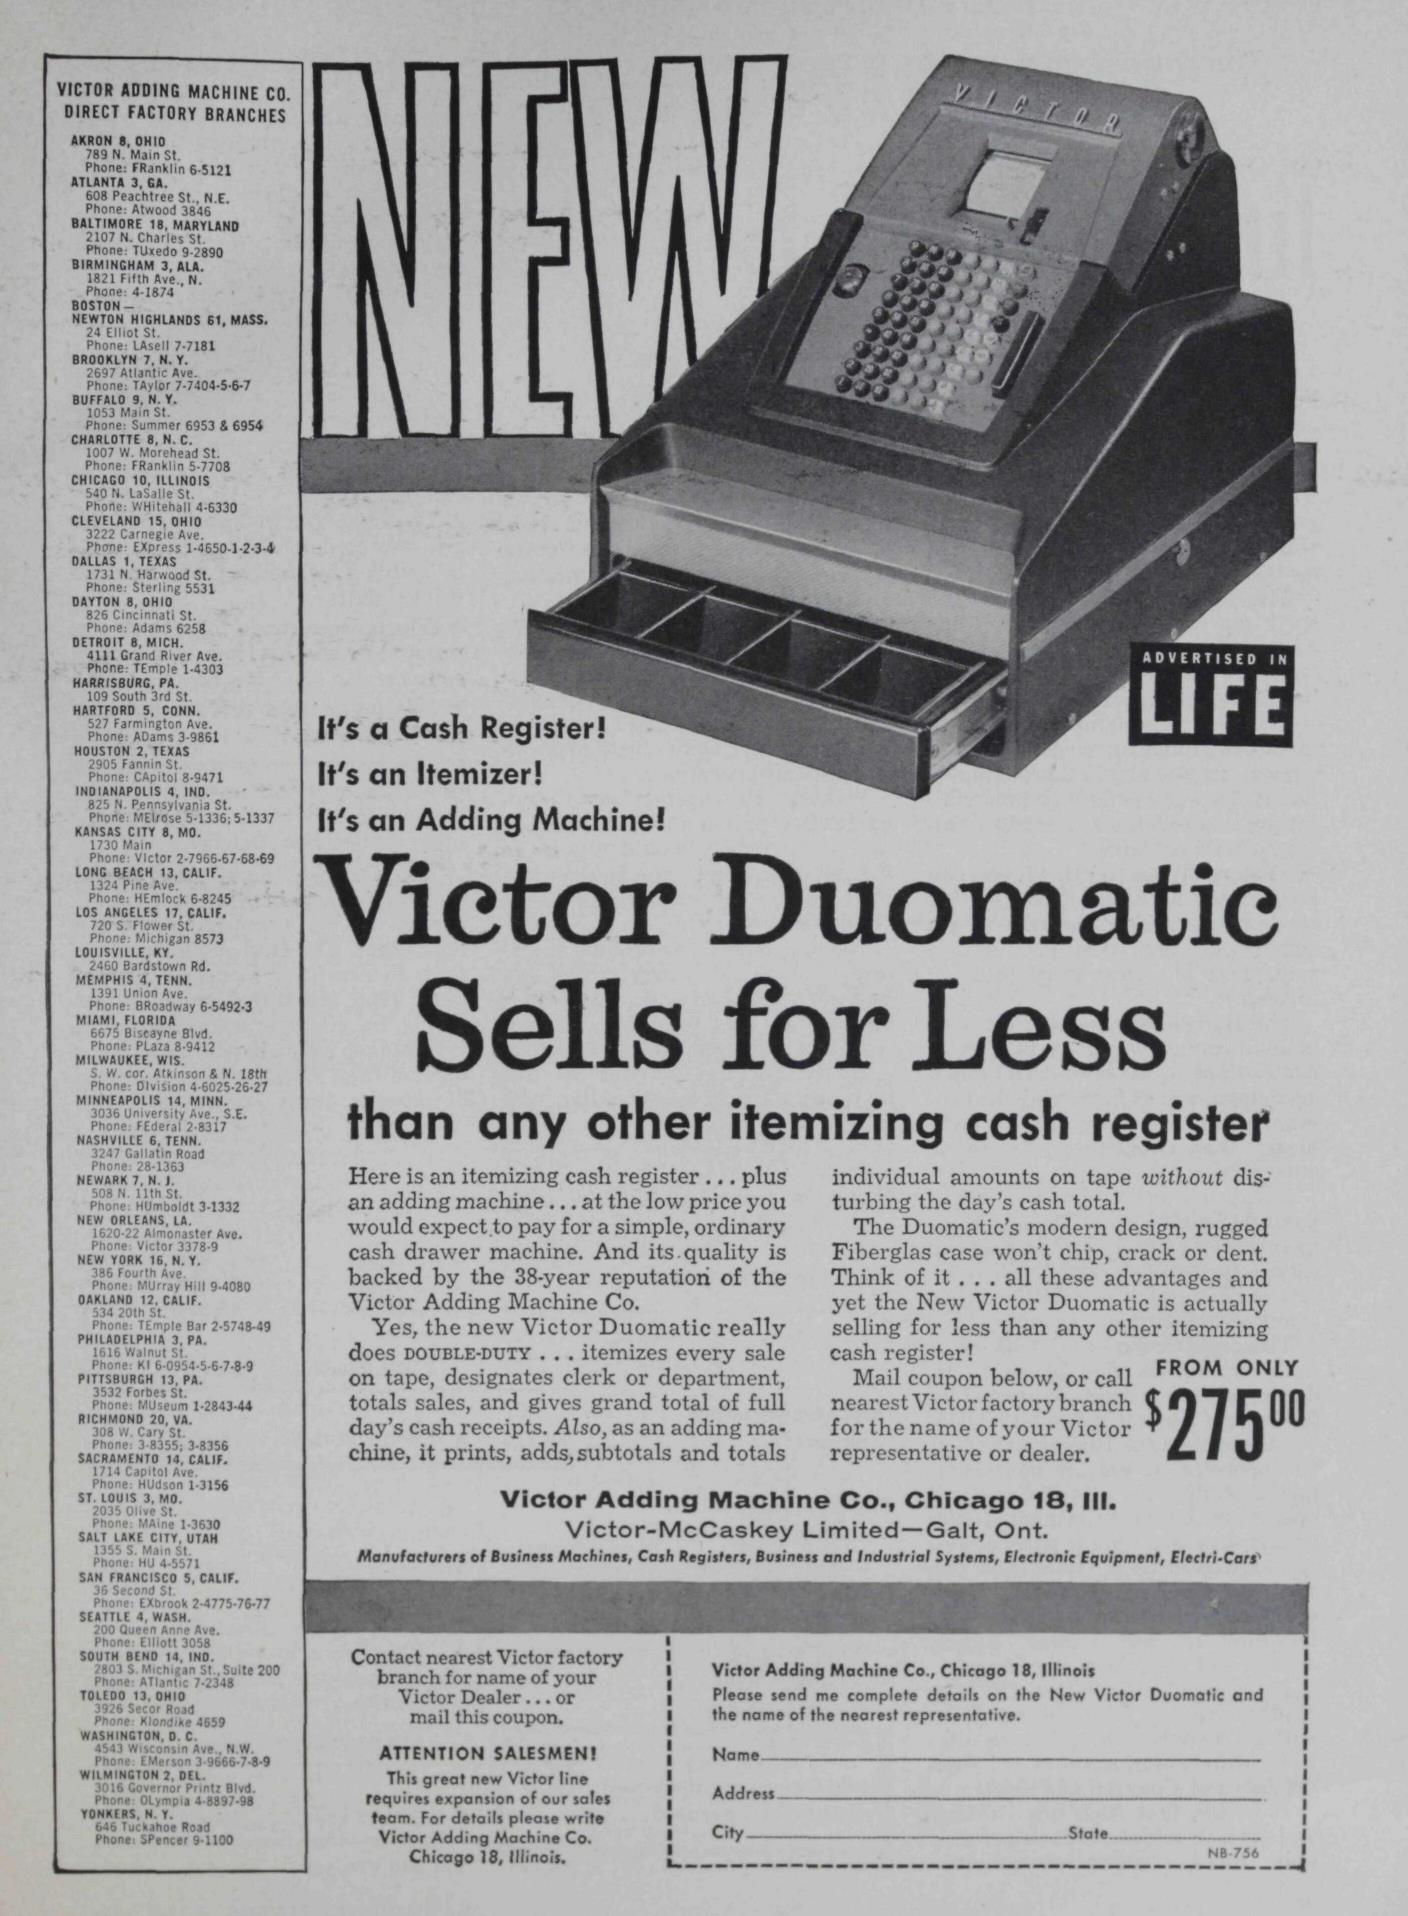 VICTOR ADDING MACHINE CO.
DIRECT FACTORY BRANCHES
AKRON 8, OHIO
789 N. Main St.
Phone: FRanklin 6-5121
ATLANTA 3, GA.
608 Peachtree St., N.E.
Phone: Atwood 3846
BALTIMORE 18, MARYLAND
2107 N. Charles St.
Phone: TUxedo 9-2890
BIRMINGHAM 3, ALA.
1821 Fifth Ave., N.
Phone: 4-1874
BOSTON—
NEWTON HIGHLANDS 61, MASS.
24 Elliot St.
Phone: LAsell 7-7181
BROOKLYN 7, N. Y.
2697 Atlantic Ave.
Phone: TAylor 7-7404-5-6-7
BUFFALO 9, N. Y.
1053 Main St.
Phone: Summer 6953 & 6954
CHARLOTTE 8, N. C.
1007 W. Morehead St.
Phone: FRanklin 5-7708
CHICAGO 10, ILLINOIS
540 N. LaSalle St.
Phone: WHitehall 4-6330
CLEVELAND 15, OHIO
3222 Carnegie Ave.
Phone: EXpress 1-4650-1-2-3-4
DALLAS 1, TEXAS
1731 N. Harwood St.
Phone: Sterling 5531
DAYTON 8, OHIO
826 Cincinnati St.
Phone: Adams 6258
DETROIT 8, MICH.
4111 Grand River Ave.
Phone: TEmple 1-4303
HARRISBURG, PA.
109 South 3rd St.
HARTFORD 5, CONN.
527 Farmington Ave.
Phone: ADams 3-9861
HOUSTON 2, TEXAS
2905 Fannin St.
Phone: CApitol 8-9471
INDIANAPOLIS 4, IND.
825 N. Pennsylvania St.
Phone: MElrose 5-1336; 5-1337
KANSAS CITY 8, MO.
1730 Main
Phone: VIctor 2-7966-67-68-69
LONG BEACH 13, CALIF.
1324 Pine Ave.
Phone: HEmlock 6-8245
LOS ANGELES 17, CALIF.
720 S. Flower St.
Phone: Michigan 8573
LOUISVILLE, KY.
2460 Bardstown Rd.
MEMPHIS 4, TENN.
1391 Union Ave.
Phone: BRoadway 6-5492-3
MIAMI, FLORIDA
6675 Biscayne Blvd.
Phone: PLaza 8-9412
MILWAUKEE, WIS.
S. W. cor. Atkinson & N. 18th
Phone: DIvision 4-6025-26-27
MINNEAPOLIS 14, MINN.
3036 University Ave., S.E.
Phone: FEderal 2-8317
NASHVILLE 6, TENN.
3247 Gallatin Road
Phone: 28-1363
NEWARK 7, N. J.
508 N. 11th St.
Phone: HUmboldt 3-1332
NEW ORLEANS, LA.
1620-22 Almonaster Ave.
Phone: Victor 3378-9
NEW YORK 16, N. Y.
386 Fourth Ave.
Phone: MUrray Hill 9-4080
OAKLAND 12, CALIF.
534 20th St.
Phone: TEmple Bar 2-5748-49
PHILADELPHIA 3, PA.
1616 Walnut St.
Phone: KI 6-0954-5-6-7-8-9
PITTSBURGH 13, PA.
3532 Forbes St.
Phone: MUseum 1-2843-44
RICHMOND 20, VA.
308 W. Cary St.
Phone: 3-8355; 3-8356
SACRAMENTO 14, CALIF.
1714 Capitol Ave.
Phone: HUdson 1-3156
ST. LOUIS 3, MO.
2035 Olive St.
Phone: MAine 1-3630
SALT LAKE CITY, UTAH
1355 S. Main St.
Phone: HU 4-5571
SAN FRANCISCO 5, CALIF.
36 Second St.
Phone: EXbrook 2-4775-76-77
SEATTLE 4, WASH.
200 Queen Anne Ave.
Phone: Elliott 3058
SOUTH BEND 14, IND.
2803 S. Michigan St., Suite 200
Phone: ATlantic 7-2348
TOLEDO 13, OHIO
3926 Secor Road
Phone: Klondike 4659
WASHINGTON, D. C.
4543 Wisconsin Ave., N.W.
Phone: EMerson 3-9666-7-8-9
WILMINGTON 2, DEL.
3016 Governor Printz Blvd.
Phone: OLympia 4-8897-98
YONKERS, N. Y.
646 Tuckahoe Road
Phone: SPencer 9-1100
NEW
VICTOR
ADVERTISED IN
LIFE
It's a Cash Register!
It's an Itemizer!
It's an Adding Machine!
Victor Duomatic
Sells for Less
than any other itemizing cash register
Here is an itemizing cash register . . . plus
an adding machine . . . at the low price you
would expect to pay for a simple, ordinary
cash drawer machine. And its quality is
backed by the 38-year reputation of the
Victor Adding Machine Co.
Yes, the new Victor Duomatic really
does DOUBLE-DUTY . . . itemizes every sale
on tape, designates clerk or department,
totals sales, and gives grand total of full
day's cash receipts. Also, as an adding ma-
chine, it prints, adds, subtotals and totals
individual amounts on tape without dis-
turbing the day's cash total.
The Duomatic's modern design, rugged
Fiberglas case won't chip, crack or dent.
Think of it . . . all these advantages and
yet the New Victor Duomatic is actually
selling for less than any other itemizing
cash register!
Mail coupon below, or call
nearest Victor factory branch
for the name of your Victor
representative or dealer.
FROM ONLY
$275 00
Victor Adding Machine Co., Chicago 18, Ill.
Victor-McCaskey Limited—Galt, Ont.
Manufacturers of Business Machines, Cash Registers, Business and Industrial Systems, Electronic Equipment, Electri-Cars
Contact nearest Victor factory
branch for name of your
Victor Dealer . . . or
mail this coupon.
ATTENTION SALESMEN!
This great new Victor line
requires expansion of our sales
team. For details please write
Victor Adding Machine Co.
Chicago 18, Illinois.
Victor Adding Machine Co., Chicago 18, Illinois
Please send me complete details on the New Victor Duomatic and
the name of the nearest representative.
Name
Address
City State
NB-756